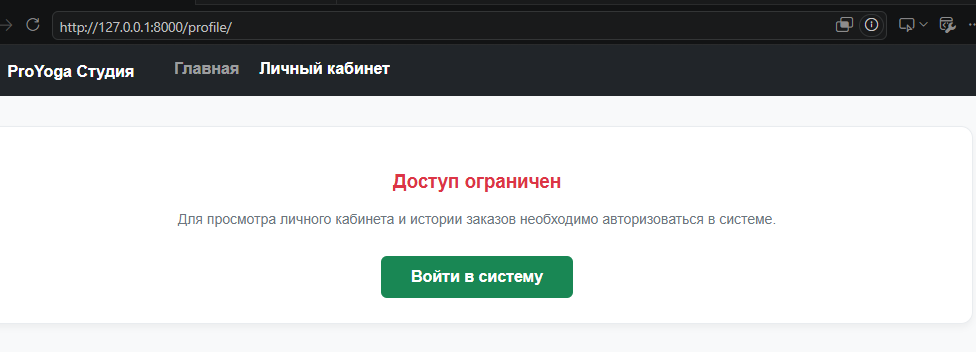 http://127.0.0.1:8000/profile/
ProYoga Студия Главная Личный кабинет
Доступ ограничен
Для просмотра личного кабинета и истории заказов необходимо авторизоваться в системе.
Войти в систему